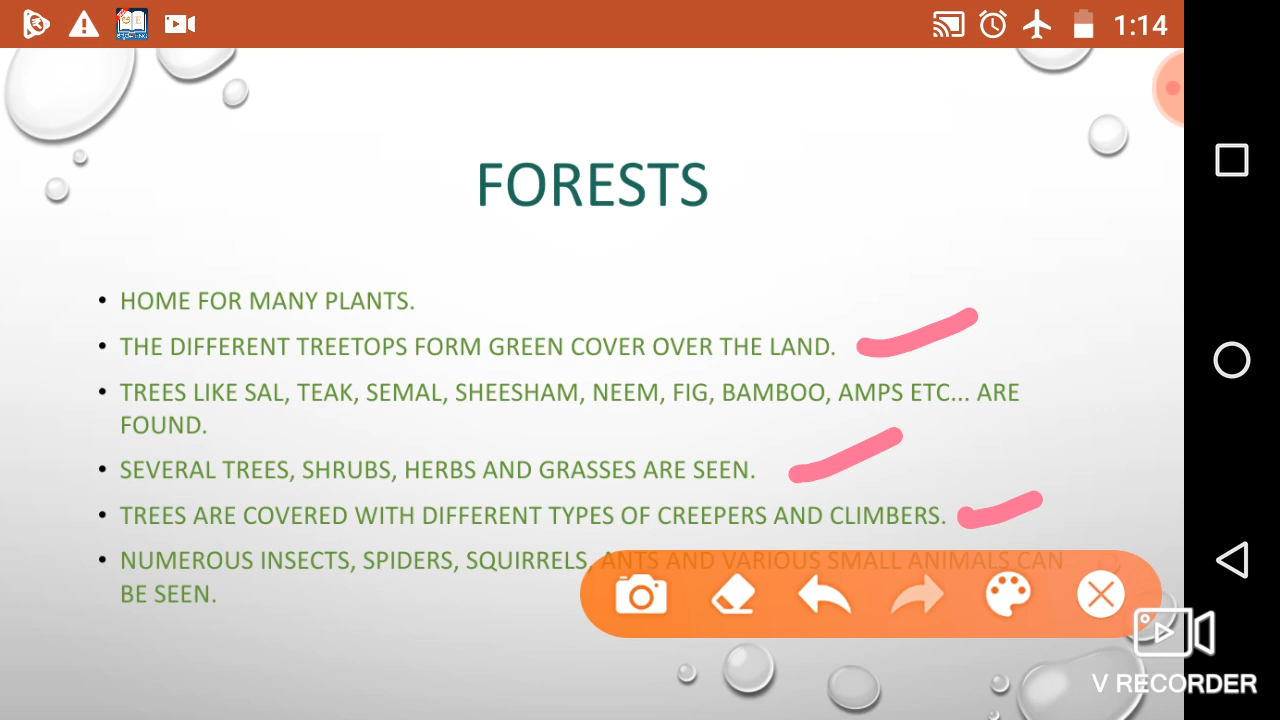 1:14
FORESTS
• HOME FOR MANY PLANTS.
• THE DIFFERENT TREETOPS FORM GREEN COVER OVER THE LAND.
• TREES LIKE SAL, TEAK, SEMAL, SHEESHAM, NEEM, FIG, BAMBOO, AMPS ETC... ARE
FOUND.
• SEVERAL TREES, SHRUBS, HERBS AND GRASSES ARE SEEN.
• TREES ARE COVERED WITH DIFFERENT TYPES OF CREEPERS AND CLIMBERS.
• NUMEROUS INSECTS, SPIDERS, SQUIRRELS, ANTS AND VARIOUS SMALL ANIMALS CAN
BE SEEN.
V RECORDER